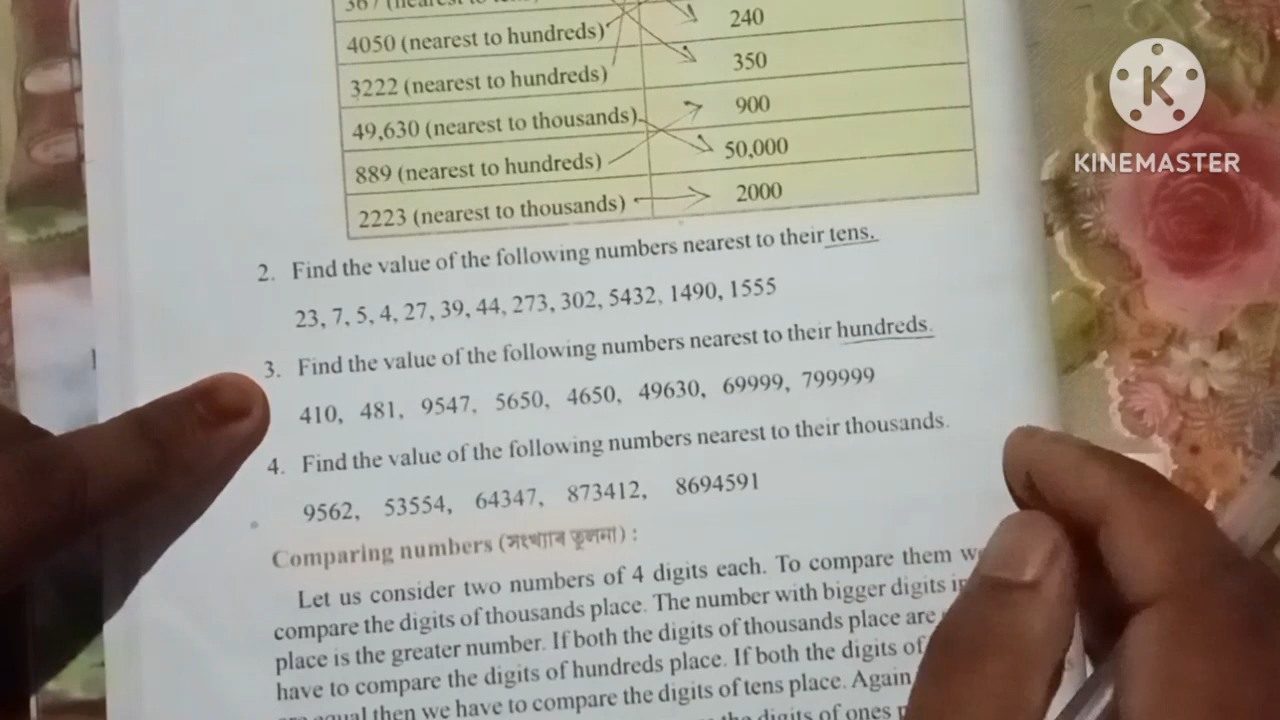 240
4050 (nearest to hundreds)
350
3222 (nearest to hundreds)
900
49,630 (nearest to thousands)
50,000
889 (nearest to hundreds)
2000
2223 (nearest to thousands)
K
KINEMASTER
2. Find the value of the following numbers nearest to their tens.
23, 7, 5, 4, 27, 39, 44, 273, 302, 5432, 1490, 1555
3. Find the value of the following numbers nearest to their hundreds.
410, 481, 9547, 5650, 4650, 49630, 69999, 799999
4. Find the value of the following numbers nearest to their thousands.
9562, 53554, 64347, 873412, 8694591
Comparing numbers (সংখ্যাৰ তুলনা) :
Let us consider two numbers of 4 digits each. To compare them
compare the digits of thousands place. The number with bigger digits
place is the greater number. If both the digits of thousands place are
have to compare the digits of hundreds place. If both the digits of
equal then we have to compare the digits of tens place. Again
the digits of ones